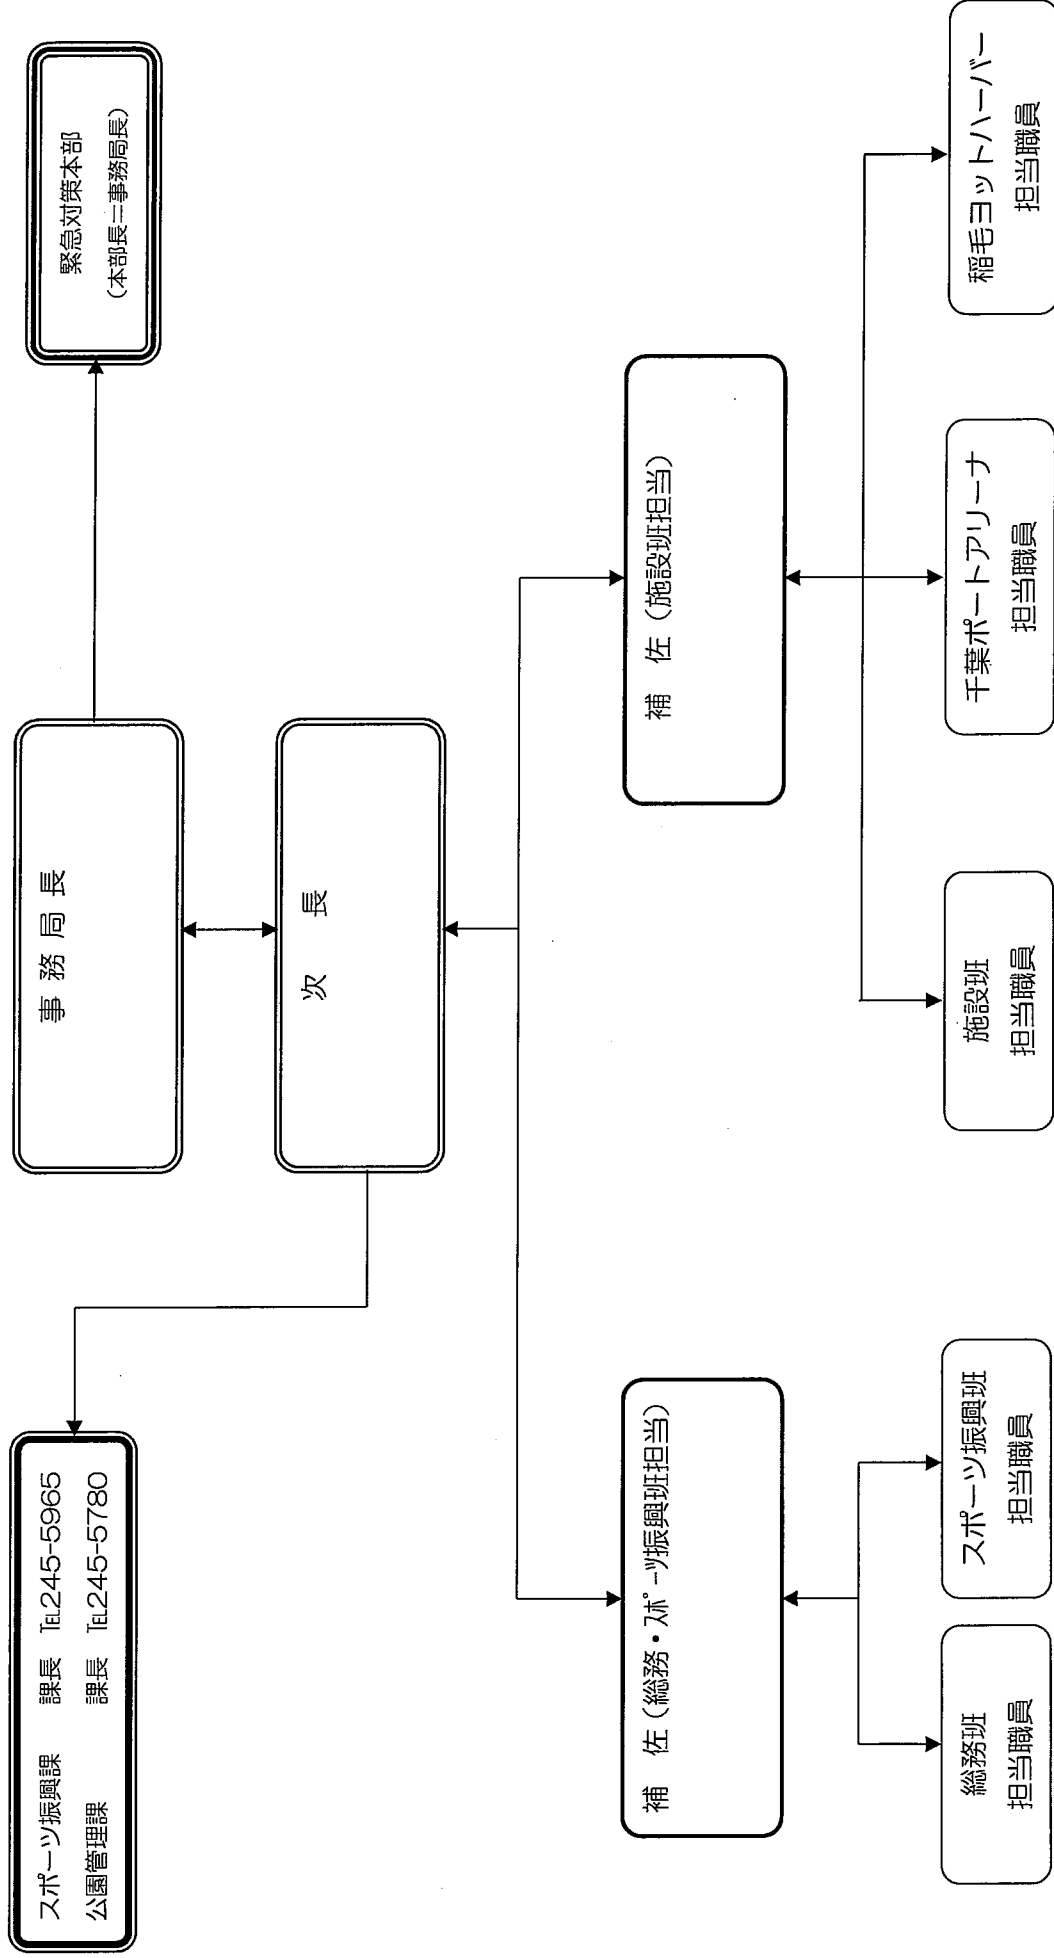 スポーツ振興課 課長 ℡245-5965
公園管理課 課長 ℡245-5780
事務局長
緊急対策本部
(本部長=事務局長)
次 長
補 佐(総務・スポーツ振興班担当)
補 佐(施設班担当)
総務班
担当職員
スポーツ振興班
担当職員
施設班
担当職員
千葉ポートアリーナ
担当職員
稲毛ヨットハーバー
担当職員